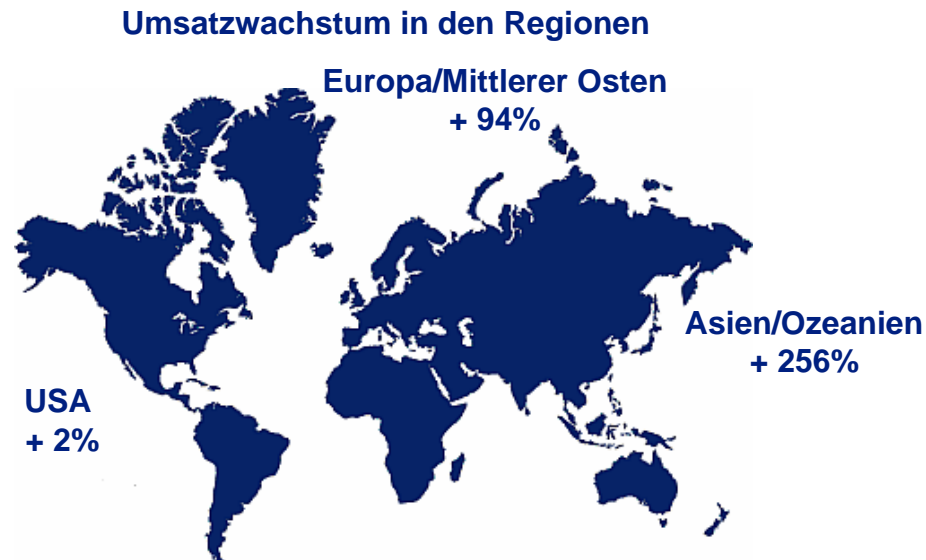 Umsatzwachstum in den Regionen
Europa/Mittlerer Osten
+ 94%
Asien/Ozeanien
+ 256%
USA
+ 2%